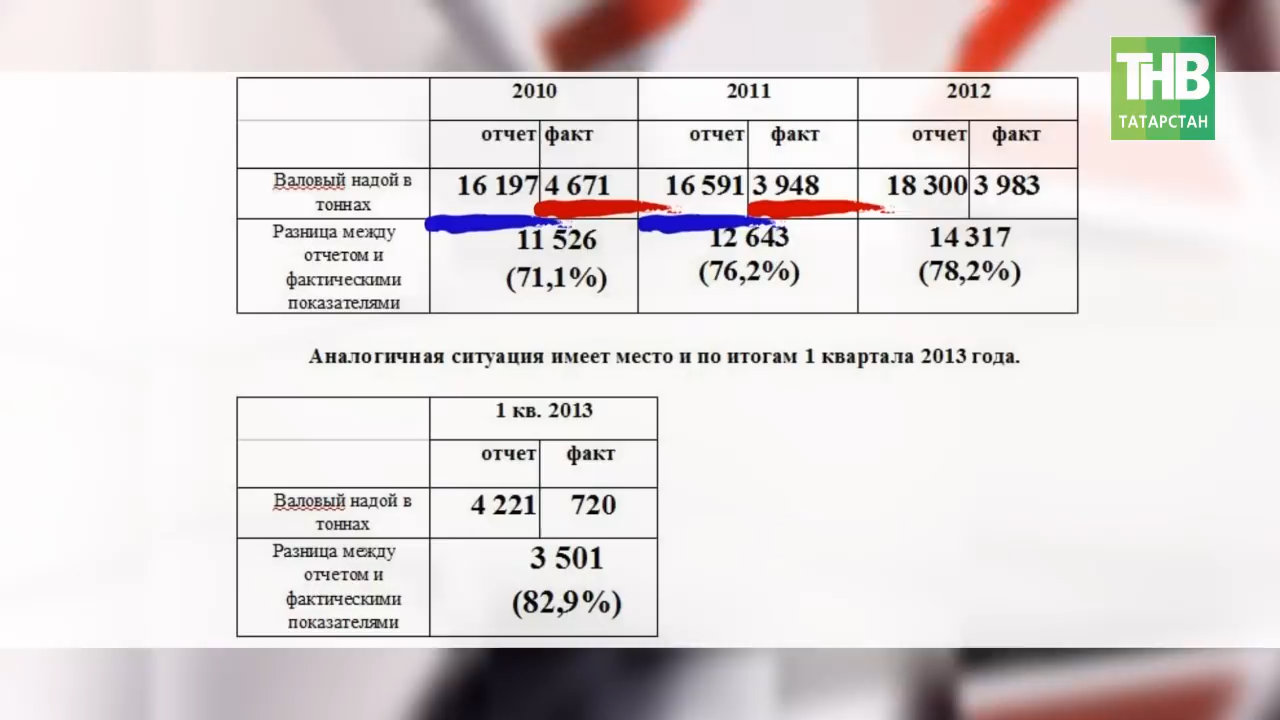 ТНВ
ТАТАРСТАН
2010 2011 2012
отчет факт отчет факт отчет факт
Валовый надой в
тоннах
16 197 4 671 16 591 3 948 18 300 3 983
Разница между
отчетом и
фактическими
показателями
11 526 12 643 14 317
(71,1%) (76,2%) (78,2%)
Аналогичная ситуация имеет место и по итогам 1 квартала 2013 года.
1 кв. 2013
отчет факт
Валовый надой в
тоннах
4 221 720
Разница между
отчетом и
фактическими
показателями
3 501
(82,9%)